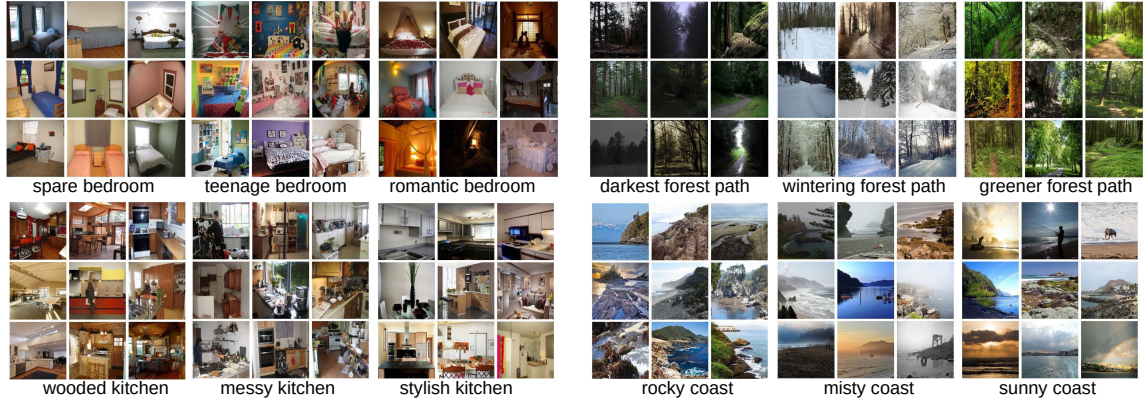 spare bedroom
teenage bedroom
romantic bedroom
darkest forest path
wintering forest path
greener forest path
wooded kitchen
messy kitchen
stylish kitchen
rocky coast
misty coast
sunny coast